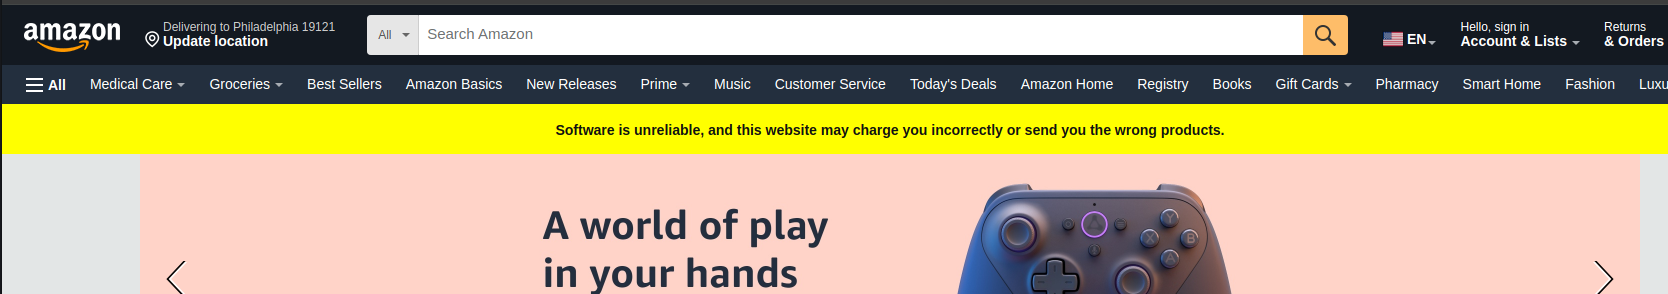 amazon
Delivering to Philadelphia 19121
Update location
All
Search Amazon
EN
Hello, sign in
Account & Lists
Returns
& Orders
All
Medical Care
Groceries
Best Sellers
Amazon Basics
New Releases
Prime
Music
Customer Service
Today's Deals
Amazon Home
Registry
Books
Gift Cards
Pharmacy
Smart Home
Fashion
Luxu
Software is unreliable, and this website may charge you incorrectly or send you the wrong products.
A world of play
in your hands
Y
X
B
A